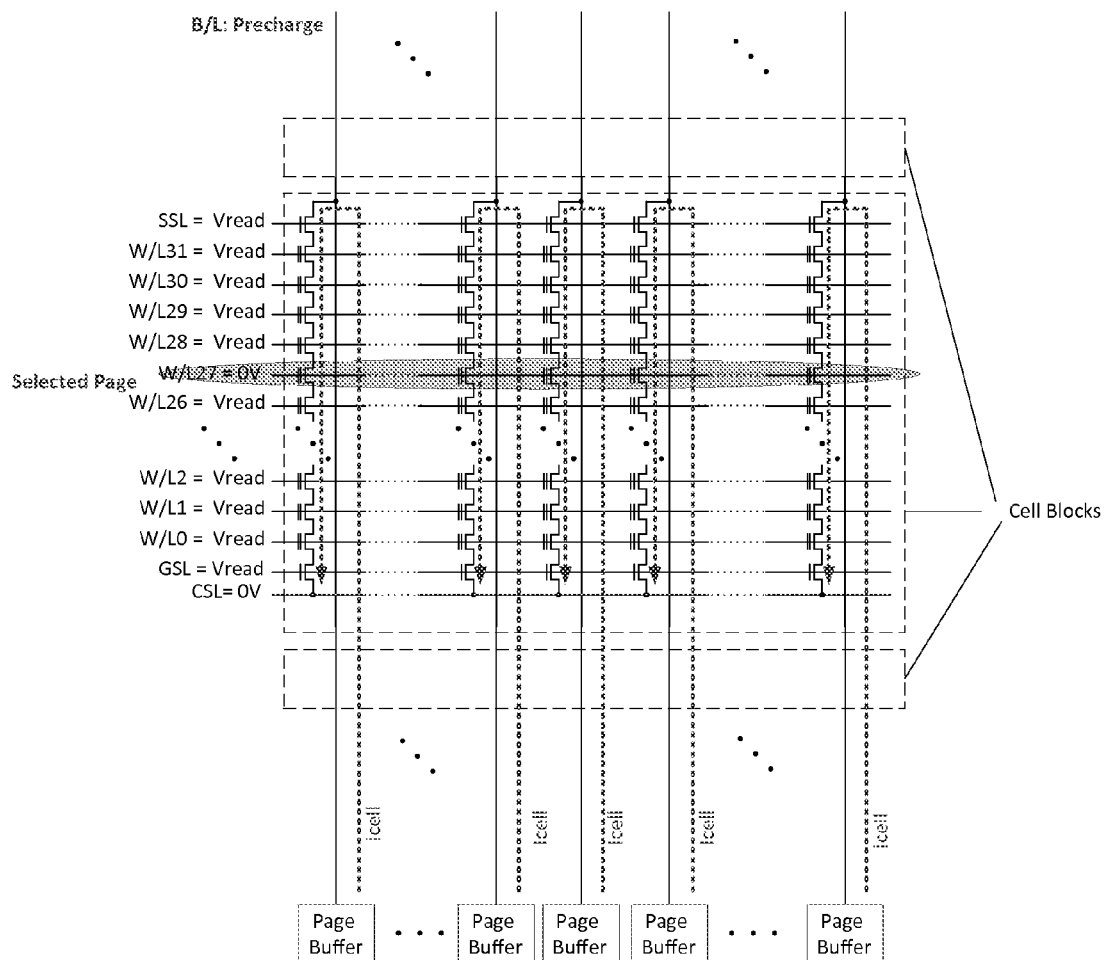 B/L: Precharge
SSL = Vread
W/L31 = Vread
W/L30 = Vread
W/L29 = Vread
W/L28 = Vread
W/L27 = 0V
Selected Page
W/L26 = Vread
W/L2 = Vread
W/L1 = Vread
W/L0 = Vread
GSL = Vread
CSL= 0V
Cell Blocks
Icell
Icell
Icell
Icell
Icell
Page
Buffer
Page
Buffer
Page
Buffer
Page
Buffer
Page
Buffer